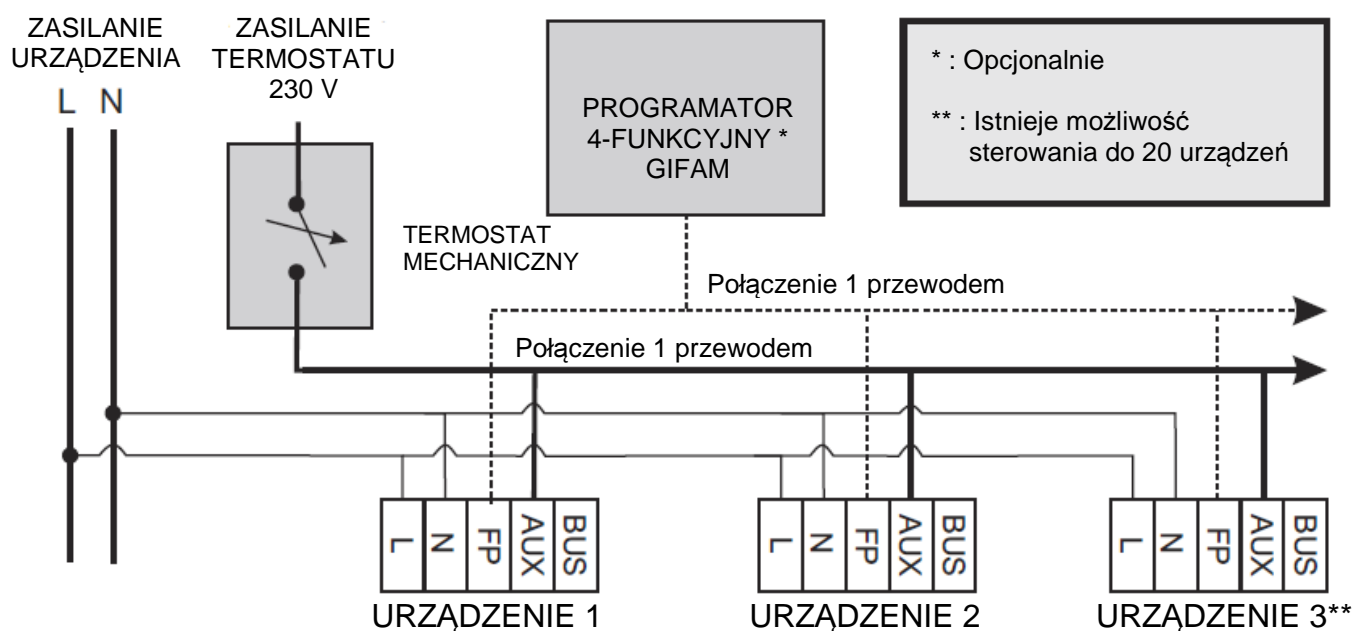 ZASILANIE
URZĄDZENIA
L N
ZASILANIE
TERMOSTATU
230 V
PROGRAMATOR
4-FUNKCYJNY *
GIFAM
* : Opcjonalnie
** : Istnieje możliwość
sterowania do 20 urządzeń
TERMOSTAT
MECHANICZNY
Połączenie 1 przewodem
Połączenie 1 przewodem
L N FP AUX BUS
URZĄDZENIE 1
L N FP AUX BUS
URZĄDZENIE 2
L N FP AUX BUS
URZĄDZENIE 3**